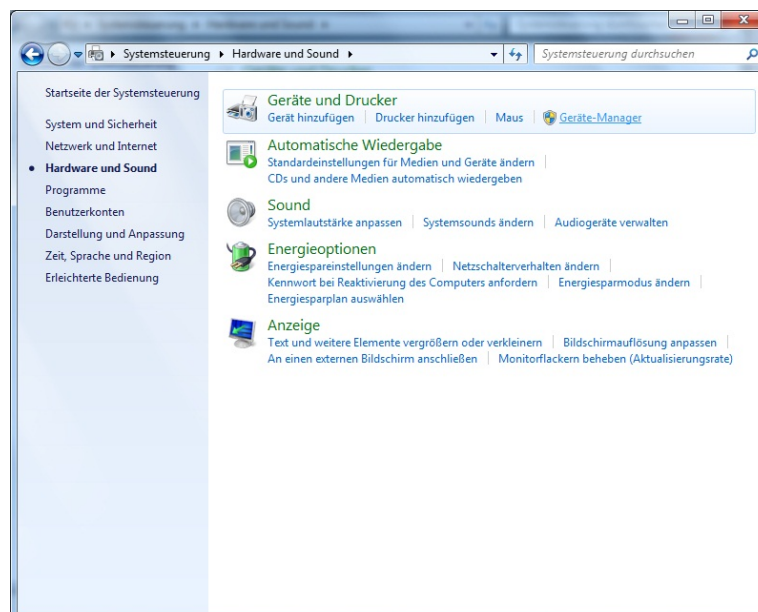 Systemsteuerung ▸ Hardware und Sound ▸
Systemsteuerung durchsuchen
Startseite der Systemsteuerung
System und Sicherheit
Netzwerk und Internet
Hardware und Sound
Programme
Benutzerkonten
Darstellung und Anpassung
Zeit, Sprache und Region
Erleichterte Bedienung
Geräte und Drucker
Gerät hinzufügen | Drucker hinzufügen | Maus | Geräte-Manager
Automatische Wiedergabe
Standardeinstellungen für Medien und Geräte ändern |
CDs und andere Medien automatisch wiedergeben
Sound
Systemlautstärke anpassen | Systemsounds ändern | Audiogeräte verwalten
Energieoptionen
Energiespareinstellungen ändern | Netzschalterverhalten ändern |
Kennwort bei Reaktivierung des Computers anfordern | Energiesparmodus ändern |
Energiesparplan auswählen
Anzeige
Text und weitere Elemente vergrößern oder verkleinern | Bildschirmauflösung anpassen |
An einen externen Bildschirm anschließen | Monitorflackern beheben (Aktualisierungsrate)